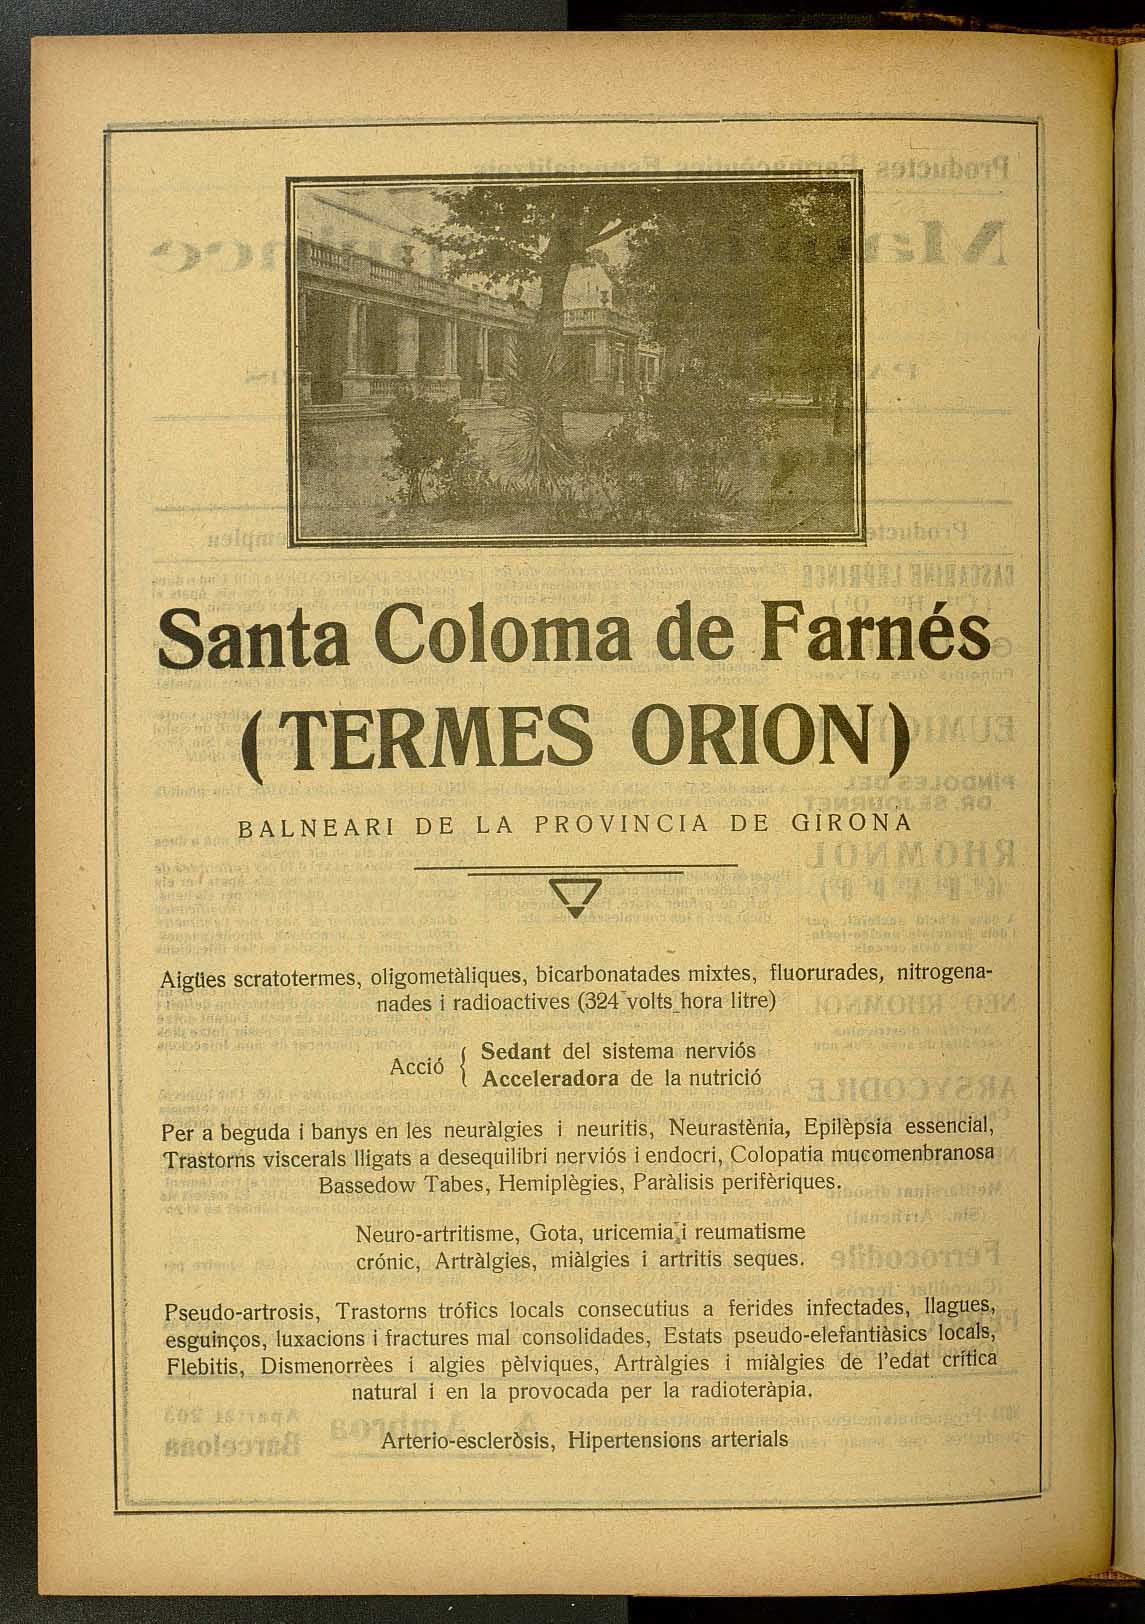 Santa Coloma de Farnés
(TERMES ORION)
BALNEARI DE LA PROVINCIA DE GIRONA
Aigües scratotermes, oligometàliques, bicarbonatades mixtes, fluorurades, nitrogena-
nades i radioactives (324 volts hora litre)
Acció { Sedant del sistema nerviós
Acceleradora de la nutrició
Per a beguda i banys en les neuràlgies i neuritis, Neurastènia, Epilèpsia essencial,
Trastorns viscerals lligats a desequilibri nerviós i endocri, Colopatia mucomenbranosa
Bassedow Tabes, Hemiplègies, Paràlisis perifèriques.
Neuro-artritisme, Gota, uricemia i reumatisme
crónic, Artràlgies, miàlgies i artritis seques.
Pseudo-artrosis, Trastorns trófics locals consecutius a ferides infectades, llagues,
esguinços, luxacions i fractures mal consolidades, Estats pseudo-elefantiàsics locals,
Flebitis, Dismenorrèes i algies pèlviques, Artràlgies i miàlgies de l'edat crítica
natural i en la provocada per la radioteràpia.
Arterio-escleròsis, Hipertensions arterials